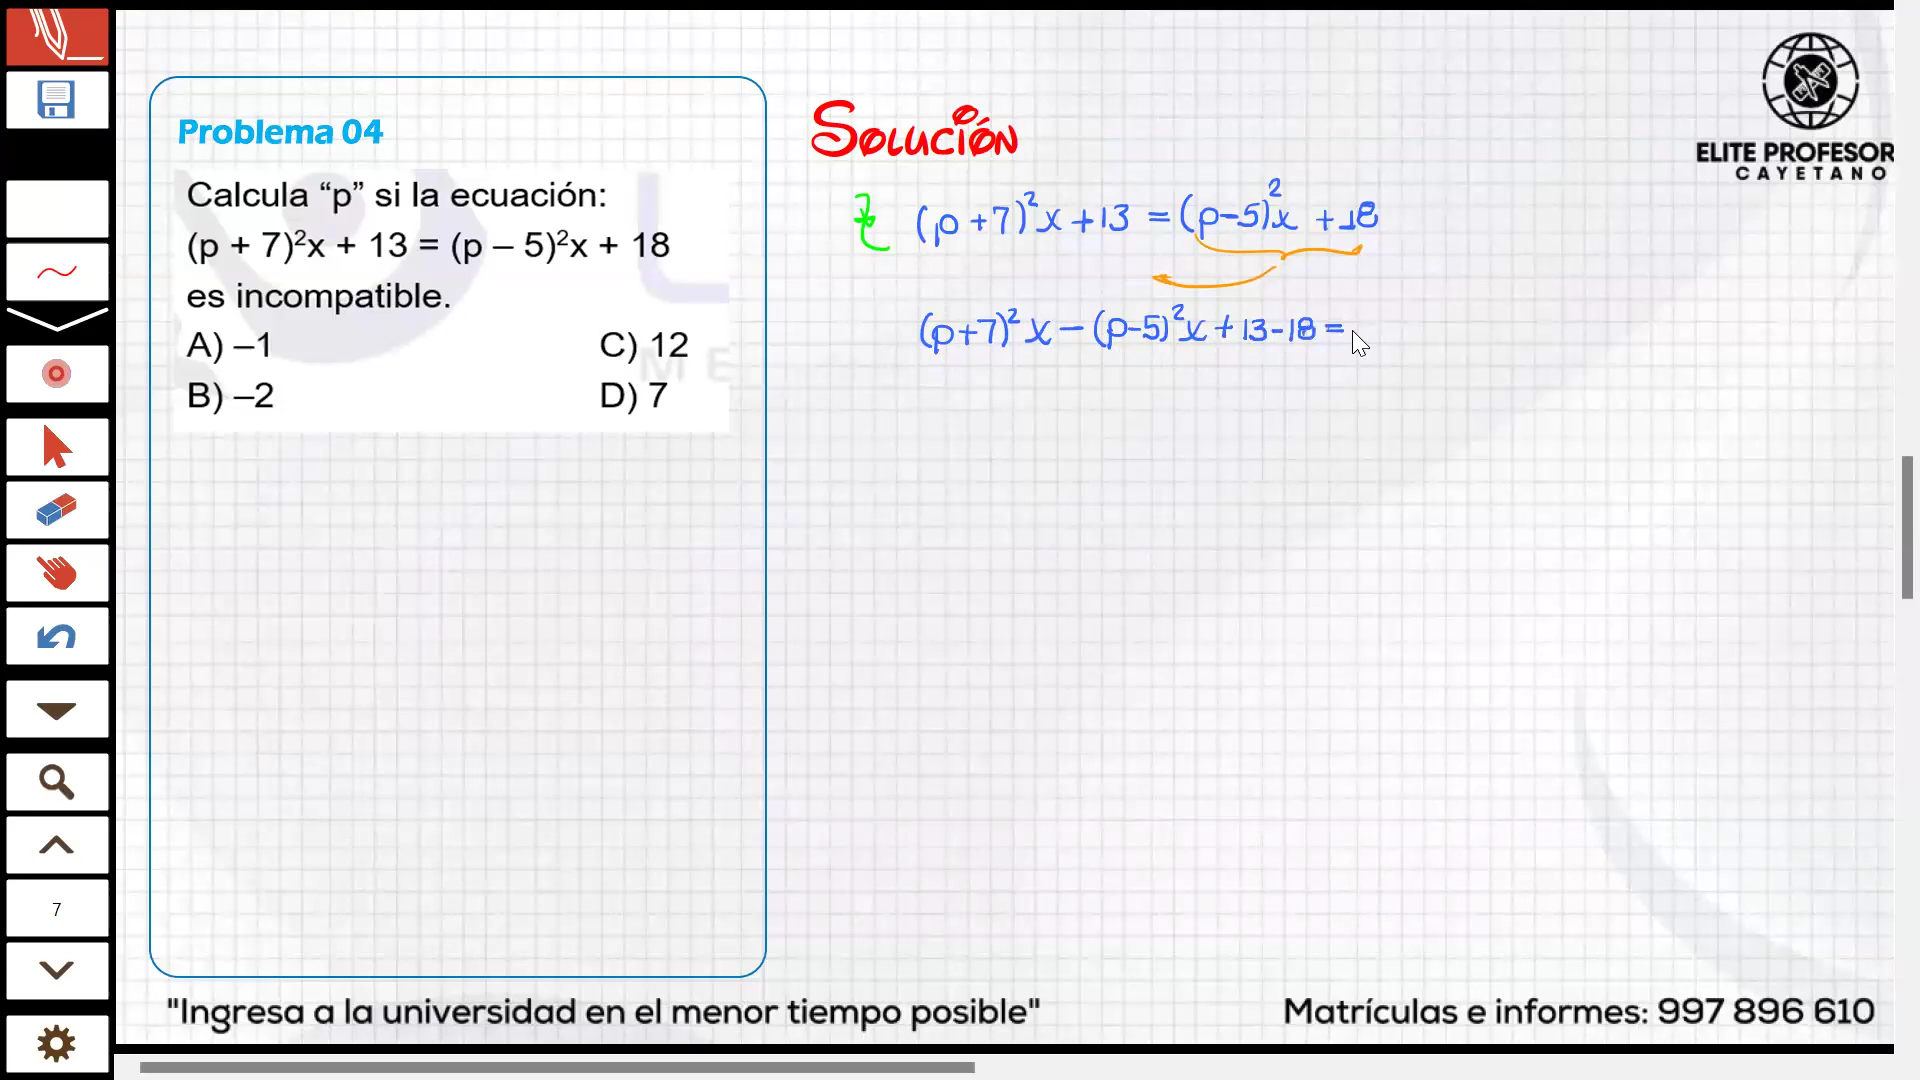 Problema 04
Calcula “p” si la ecuación:
(p + 7)²x + 13 = (p – 5)²x + 18
es incompatible.
A) –1
C) 12
B) –2
D) 7
SOLUCIÓN
(p+7)²x+13 = (p-5)²x +18
(p+7)²x-(p-5)²x+13-18=
ELITE PROFESOR
CAYETANO
ME
7
"Ingresa a la universidad en el menor tiempo posible"
Matrículas e informes: 997 896 610